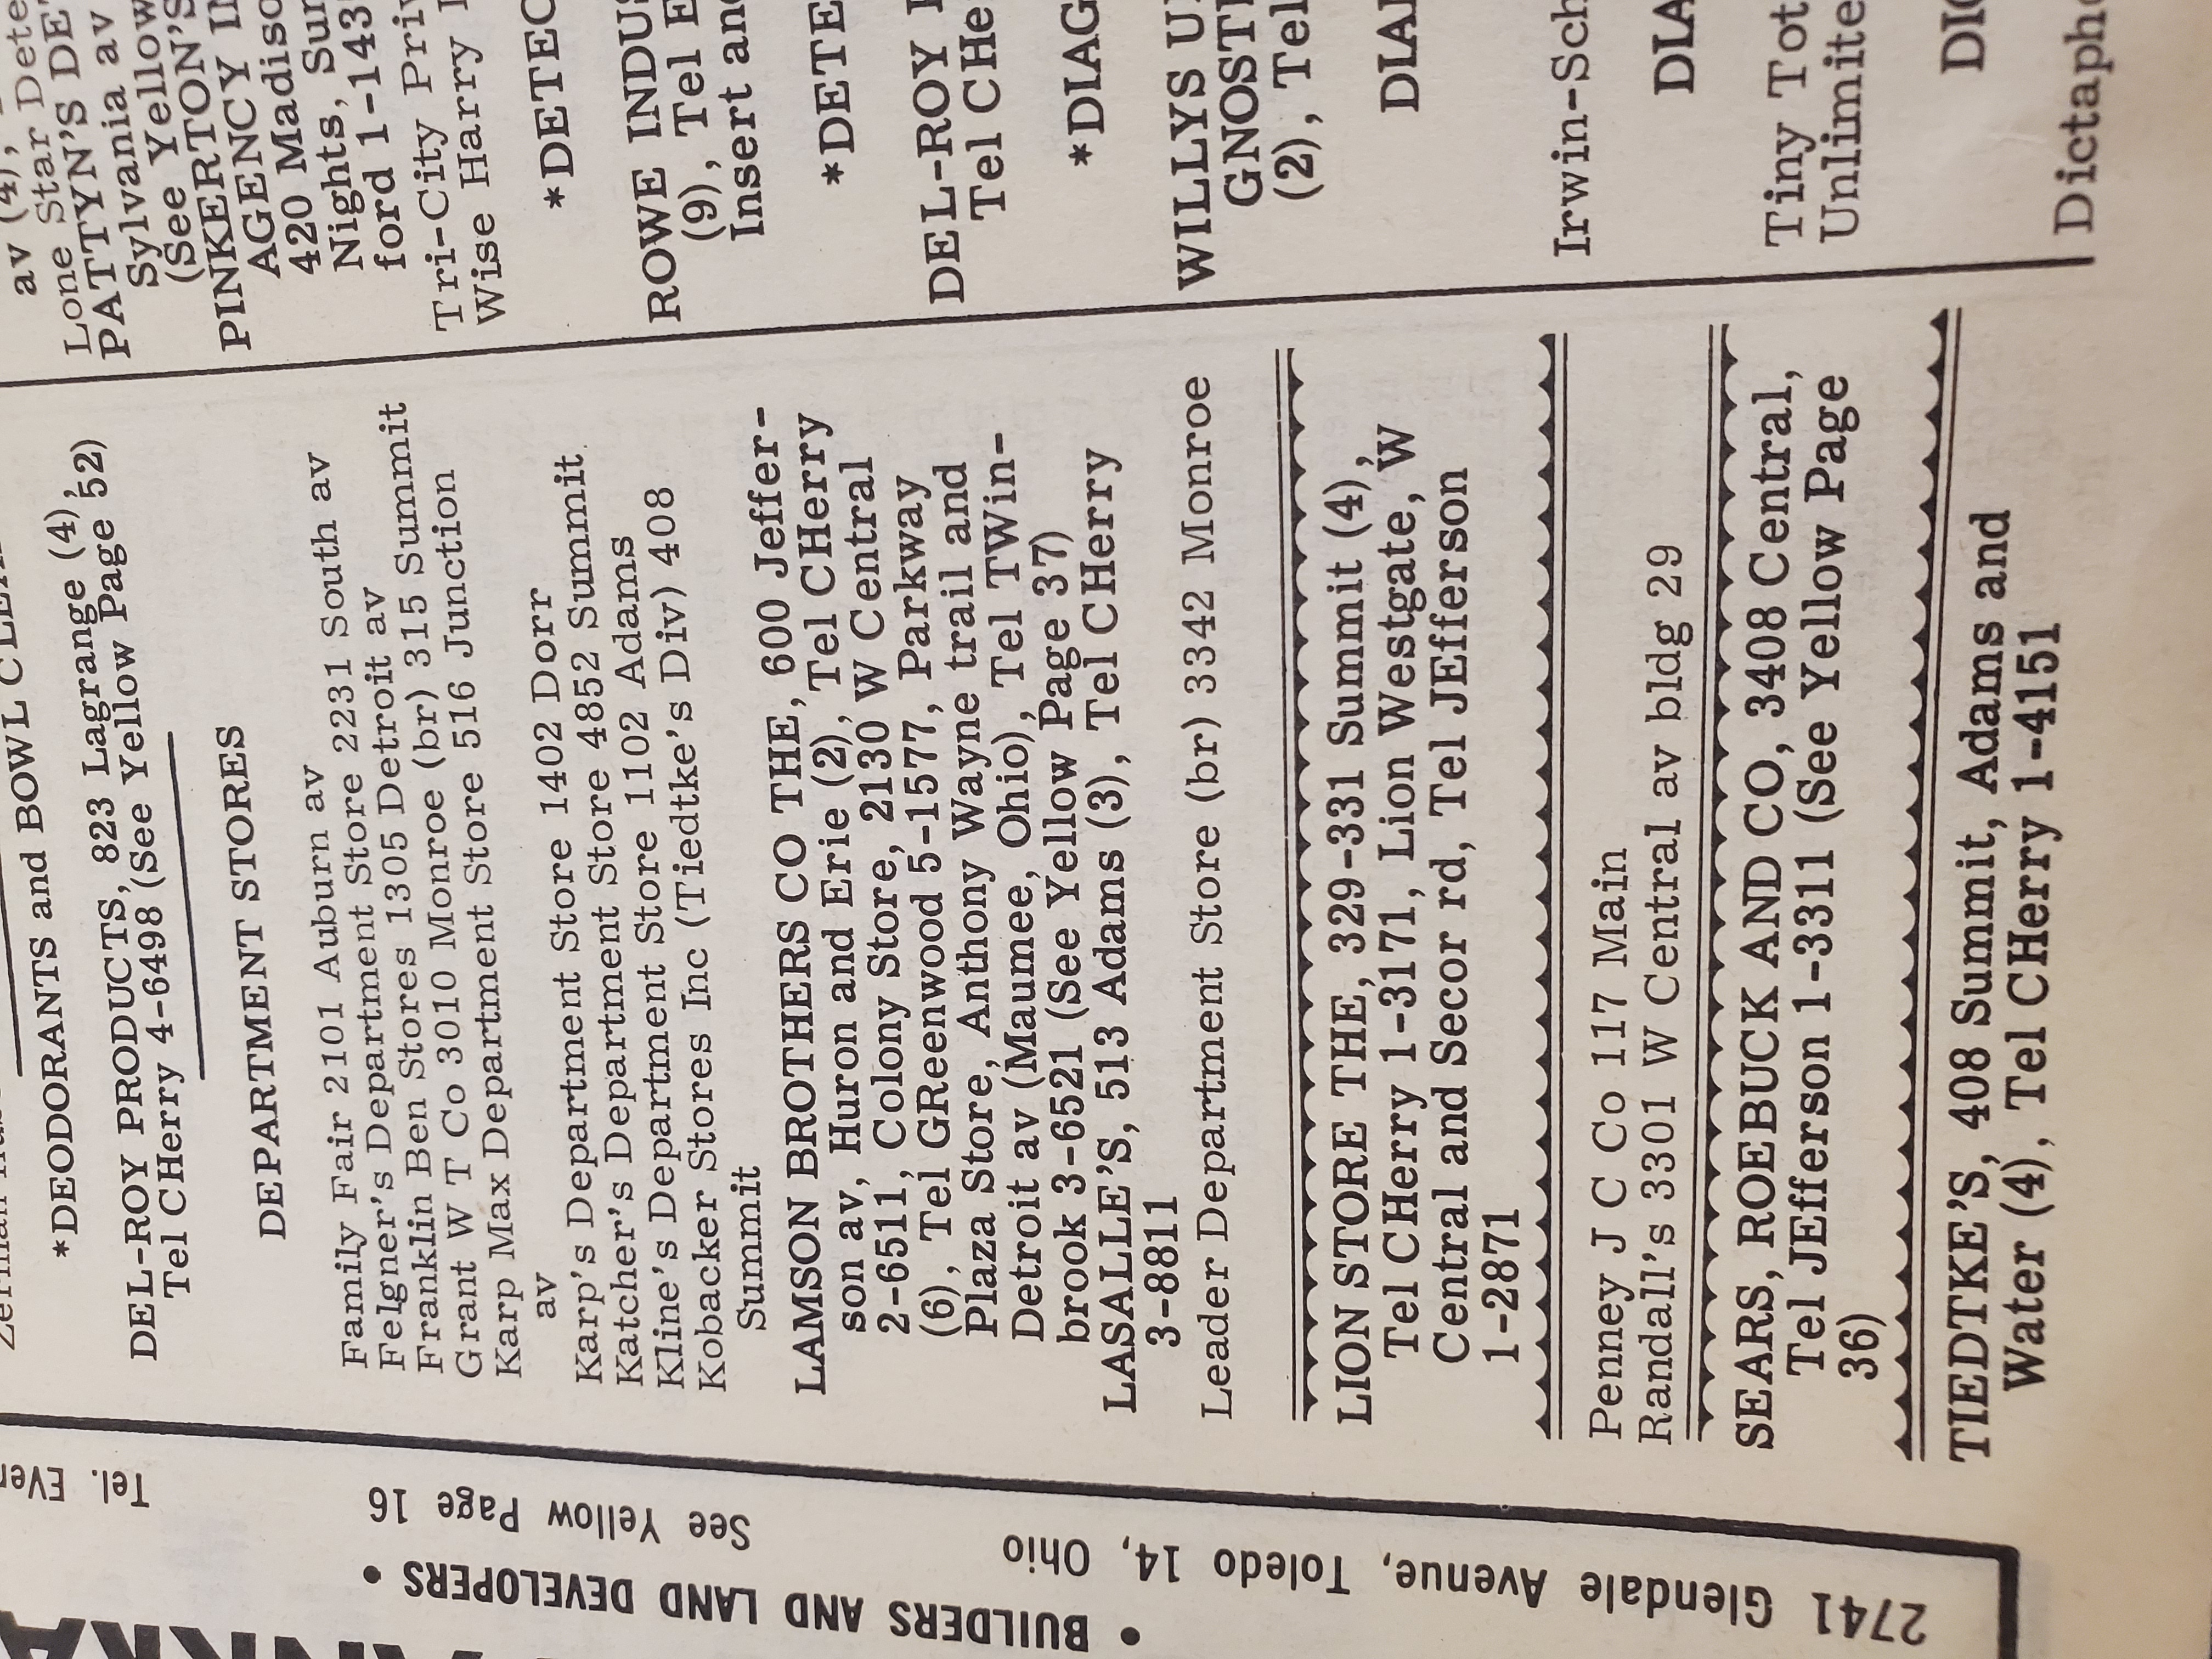 *DEODORANTS and BOWL
DEL-ROY PRODUCTS, 823 Lagrange (4),
Tel CHerry 4-6498 (See Yellow Page 52)
DEPARTMENT STORES
Family Fair 2101 Auburn av
Felgner's Department Store 2231 South av
Franklin Ben Stores 1305 Detroit av
Grant W T Co 3010 Monroe (br) 315 Summit
Karp Max Department Store 516 Junction
av
Karp's Department Store 1402 Dorr
Katcher's Department Store 4852 Summit
Kline's Department Store 1102 Adams
Kobacker Stores Inc (Tiedtke's Div) 408
Summit
LAMSON BROTHERS CO THE, 600 Jeffer-
son av, Huron and Erie (2), Tel CHerry
2-6511, Colony Store, 2130 W Central
(6), Tel GReenwood 5-1577, Parkway
Plaza Store, Anthony Wayne trail and
Detroit av (Maumee, Ohio), Tel TWin-
brook 3-6521 (See Yellow Page 37)
LASALLE'S, 513 Adams (3), Tel CHerry
3-8811
Leader Department Store (br) 3342 Monroe
LION STORE THE, 329-331 Summit (4),
Tel CHerry 1-3171, Lion Westgate, W
Central and Secor rd, Tel JEfferson
1-2871
Penney J C Co 117 Main
Randall's 3301 W Central av bldg 29
SEARS, ROEBUCK AND CO, 3408 Central,
Tel JEfferson 1-3311 (See Yellow Page
36)
TIEDTKE'S, 408 Summit, Adams and
Water (4), Tel CHerry 1-4151
av (4),
Lone Star Dete
PATTYN'S DE
Sylvania av
(See Yellow
PINKERTON'S
AGENCY IN
420 Madiso
Nights, Sun
ford 1-143
Tri-City Priv
Wise Harry
*DETEC
ROWE INDUS
(9), Tel E
Insert and
*DETE
DEL-ROY
Tel CHe
*DIAG
WILLYS U
GNOSTI
(2), Tel
DIA
Irwin-Sch
DIA
Tiny Tot
Unlimite
DIC
Dictaph
Tel. EVer
See Yellow Page 16
• BUILDERS AND LAND DEVELOPERS •
2741 Glendale Avenue, Toledo 14, Ohio